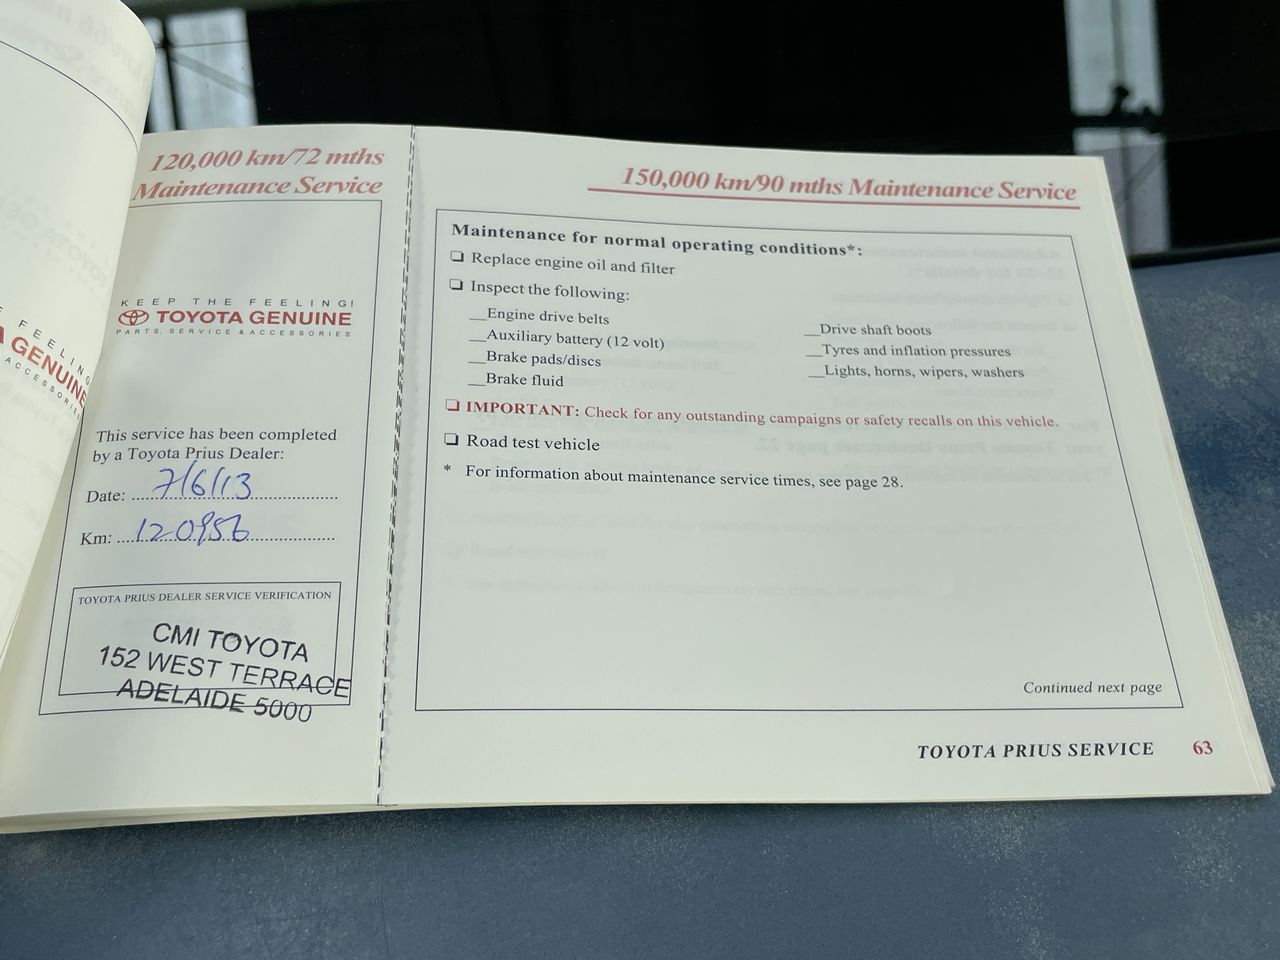 120,000 km/72 mths
Maintenance Service
KEEP THE FEELING!
TOYOTA GENUINE
PARTS, SERVICE & ACCESSORIES
This service has been completed
by a Toyota Prius Dealer:
Date: 7/6/13
Km: 120956
TOYOTA PRIUS DEALER SERVICE VERIFICATION
CMI TOYOTA
152 WEST TERRACE
ADELAIDE 5000
150,000 km/90 mths Maintenance Service
Maintenance for normal operating conditions*:
❑ Replace engine oil and filter
❑ Inspect the following:
__Engine drive belts
__Auxiliary battery (12 volt)
__Brake pads/discs
__Brake fluid
__Drive shaft boots
__Tyres and inflation pressures
__Lights, horns, wipers, washers
❑ IMPORTANT: Check for any outstanding campaigns or safety recalls on this vehicle.
❑ Road test vehicle
* For information about maintenance service times, see page 28.
Continued next page
TOYOTA PRIUS SERVICE 63